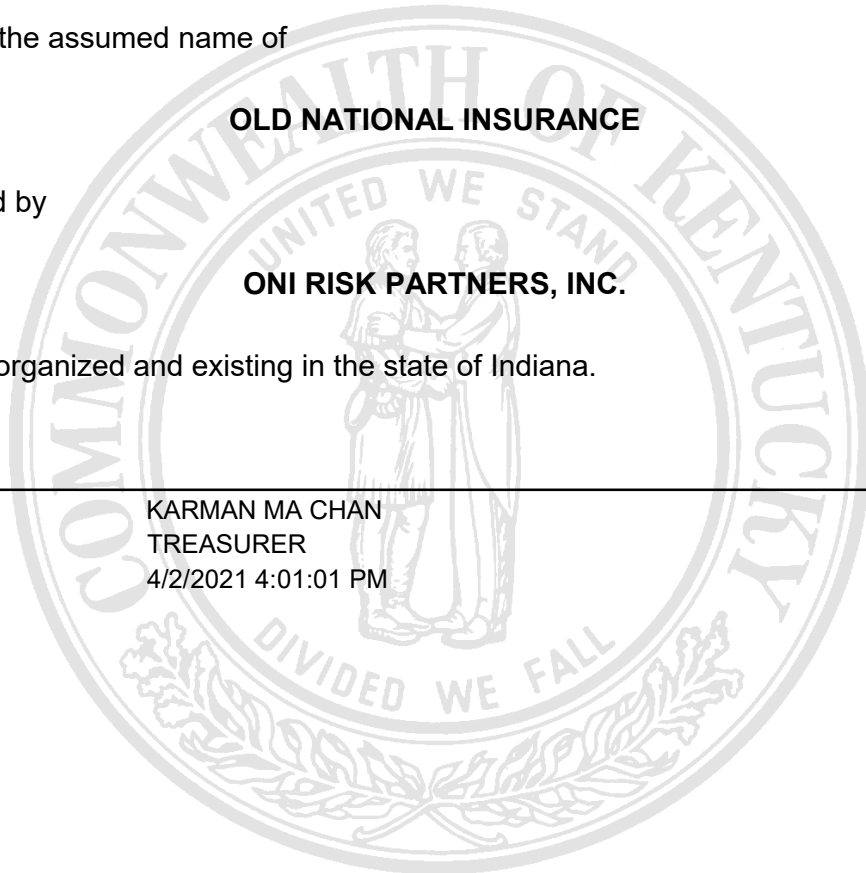 the assumed name of
OLD NATIONAL INSURANCE
d by
ONI RISK PARTNERS, INC.
organized and existing in the state of Indiana.
KARMAN MA CHAN
TREASURER
4/2/2021 4:01:01 PM
COMMONWEALTH OF KENTUCKY
UNITED WE STAND
DIVIDED WE FALL